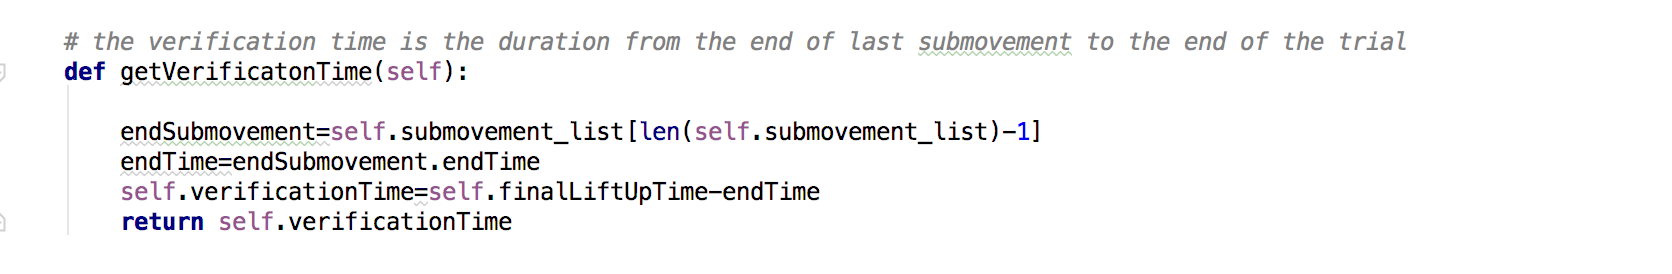 # the verification time is the duration from the end of last submovement to the end of the trial
def getVerificatonTime(self):
endSubmovement=self.submovement_list[len(self.submovement_list)-1]
endTime=endSubmovement.endTime
self.verificationTime=self.finalLiftUpTime-endTime
return self.verificationTime